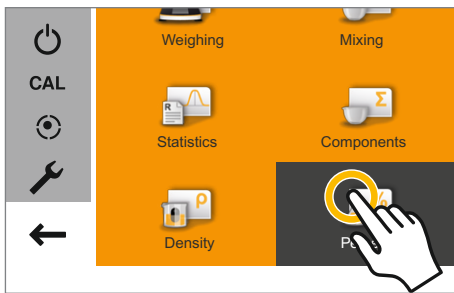 Weighing
Mixing
CAL
R
Σ
Statistics
Components
ρ
%
Density